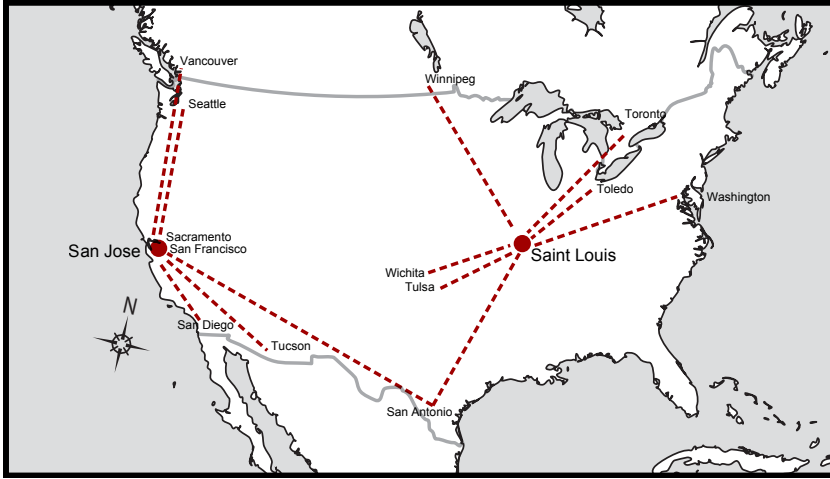 Vancouver
Seattle
Winnipeg
Toronto
Toledo
Washington
Sacramento
San Francisco
San Jose
Saint Louis
Wichita
Tulsa
N
San Diego
Tucson
San Antonio